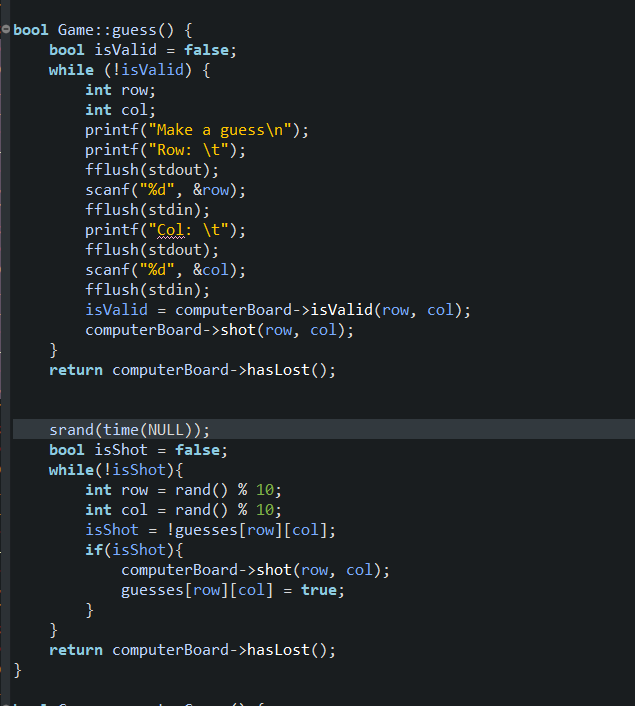 bool Game::guess() {
    bool isValid = false;
    while (!isValid) {
        int row;
        int col;
        printf("Make a guess\n");
        printf("Row: \t");
        fflush(stdout);
        scanf("%d", &row);
        fflush(stdin);
        printf("Col: \t");
        fflush(stdout);
        scanf("%d", &col);
        fflush(stdin);
        isValid = computerBoard->isValid(row, col);
        computerBoard->shot(row, col);
    }
    return computerBoard->hasLost();
    srand(time(NULL));
    bool isShot = false;
    while(!isShot){
        int row = rand() % 10;
        int col = rand() % 10;
        isShot = !guesses[row][col];
        if(isShot){
            computerBoard->shot(row, col);
            guesses[row][col] = true;
        }
    }
    return computerBoard->hasLost();
}